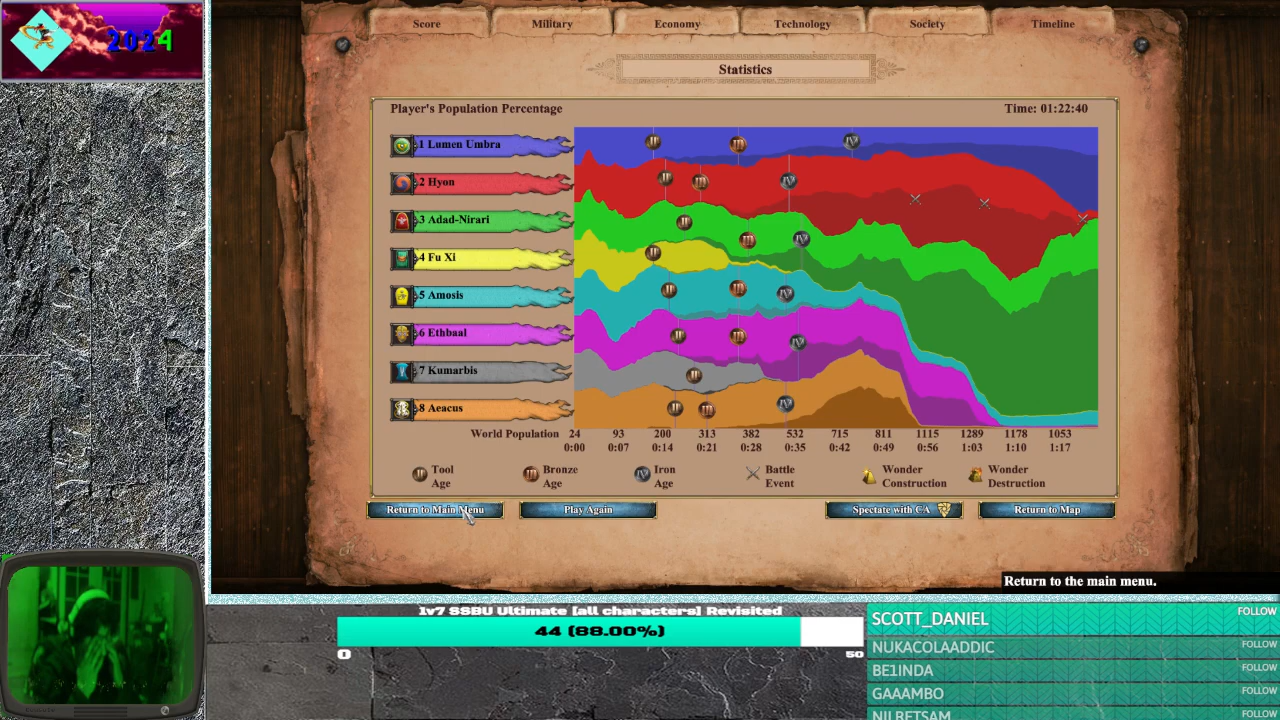 2024
Score Military Economy Technology Society Timeline
Statistics
Player's Population Percentage Time: 01:22:40
1 Lumen Umbra
2 Hyon
3 Adad-Nirari
4 Fu Xi
5 Amosis
6 Ethbaal
7 Kumarbis
8 Aeacus
World Population 24 93 200 313 382 532 715 811 1115 1289 1178 1053
0:00 0:07 0:14 0:21 0:28 0:35 0:42 0:49 0:56 1:03 1:10 1:17
Tool Age Bronze Age Iron Age Battle Event Wonder Construction Wonder Destruction
Return to Main Menu Play Again Spectate with CA Return to Map
Return to the main menu.
1v7 SSBU Ultimate [all characters] Revisited
44 (88.00%)
0 50
SCOTT_DANIEL FOLLOW
NUKACOLAADDIC FOLLOW
BE1INDA FOLLOW
GAAAMBO FOLLOW
FOLLOW